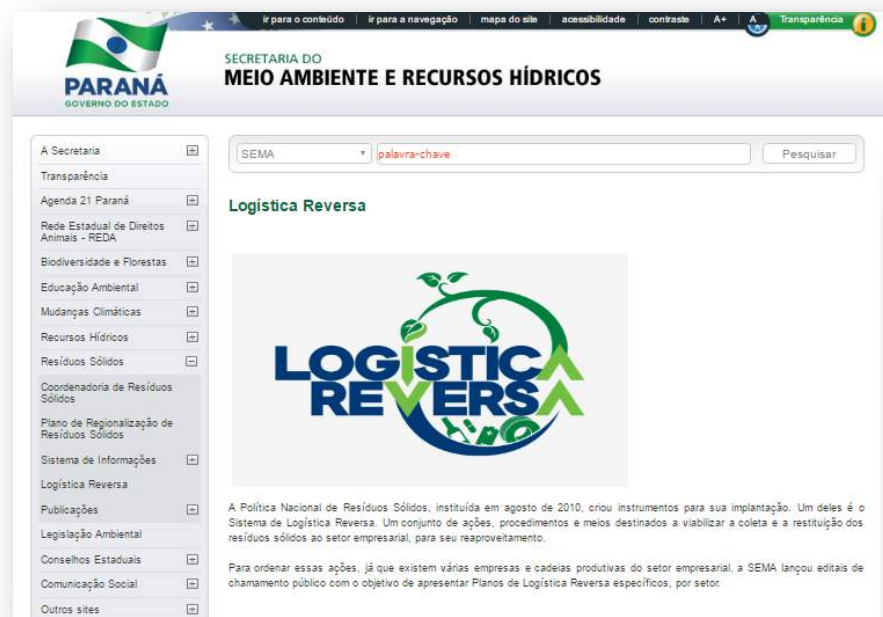 ir para o conteúdo | ir para a navegação | mapa do site | acessibilidade | contraste | A+ | A
Transparência
PARANÁ
GOVERNO DO ESTADO
SECRETARIA DO
MEIO AMBIENTE E RECURSOS HÍDRICOS
A Secretaria
Transparência
Agenda 21 Paraná
Rede Estadual de Direitos
Animais - REDA
Biodiversidade e Florestas
Educação Ambiental
Mudanças Climáticas
Recursos Hídricos
Resíduos Sólidos
Coordenadoria de Resíduos
Sólidos
Plano de Regionalização de
Resíduos Sólidos
Sistema de Informações
Logística Reversa
Publicações
Legislação Ambiental
Conselhos Estaduais
Comunicação Social
Outros sites
SEMA
palavra-chave
Pesquisar
Logística Reversa
LOGÍSTICA
REVERSA
A Política Nacional de Resíduos Sólidos, instituída em agosto de 2010, criou instrumentos para sua implantação. Um deles é o
Sistema de Logística Reversa. Um conjunto de ações, procedimentos e meios destinados a viabilizar a coleta e a restituição dos
resíduos sólidos ao setor empresarial, para seu reaproveitamento.
Para ordenar essas ações, já que existem várias empresas e cadeias produtivas do setor empresarial, a SEMA lançou editais de
chamamento público com o objetivo de apresentar Planos de Logística Reversa específicos, por setor.